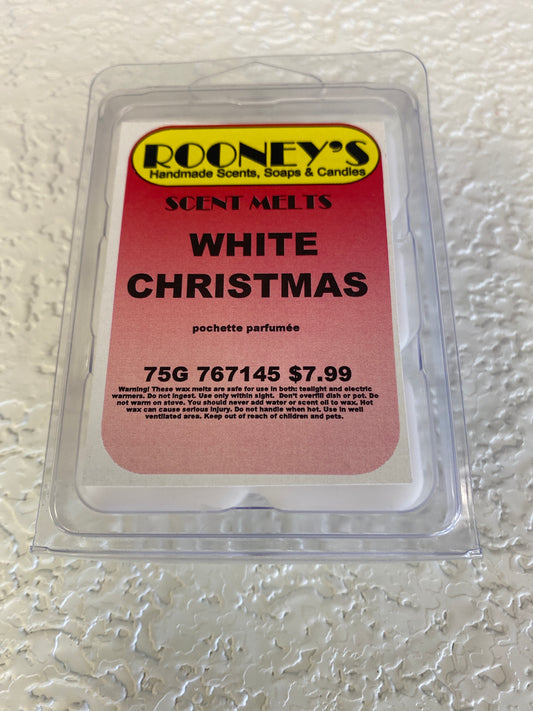 ROONEY'S
Handmade Scents, Soaps & Candles
SCENT MELTS
WHITE
CHRISTMAS
pochette parfumée
75G 767145 $7.99
Warning! These wax melts are safe for use in both: tealight and electric
warmers. Do not ingest. Use only within sight. Don't overfill dish or pot. Do
not warm on stove. You should never add water or scent oil to wax. Hot
wax can cause serious injury. Do not handle when hot. Use in well
ventilated area. Keep out of reach of children and pets.